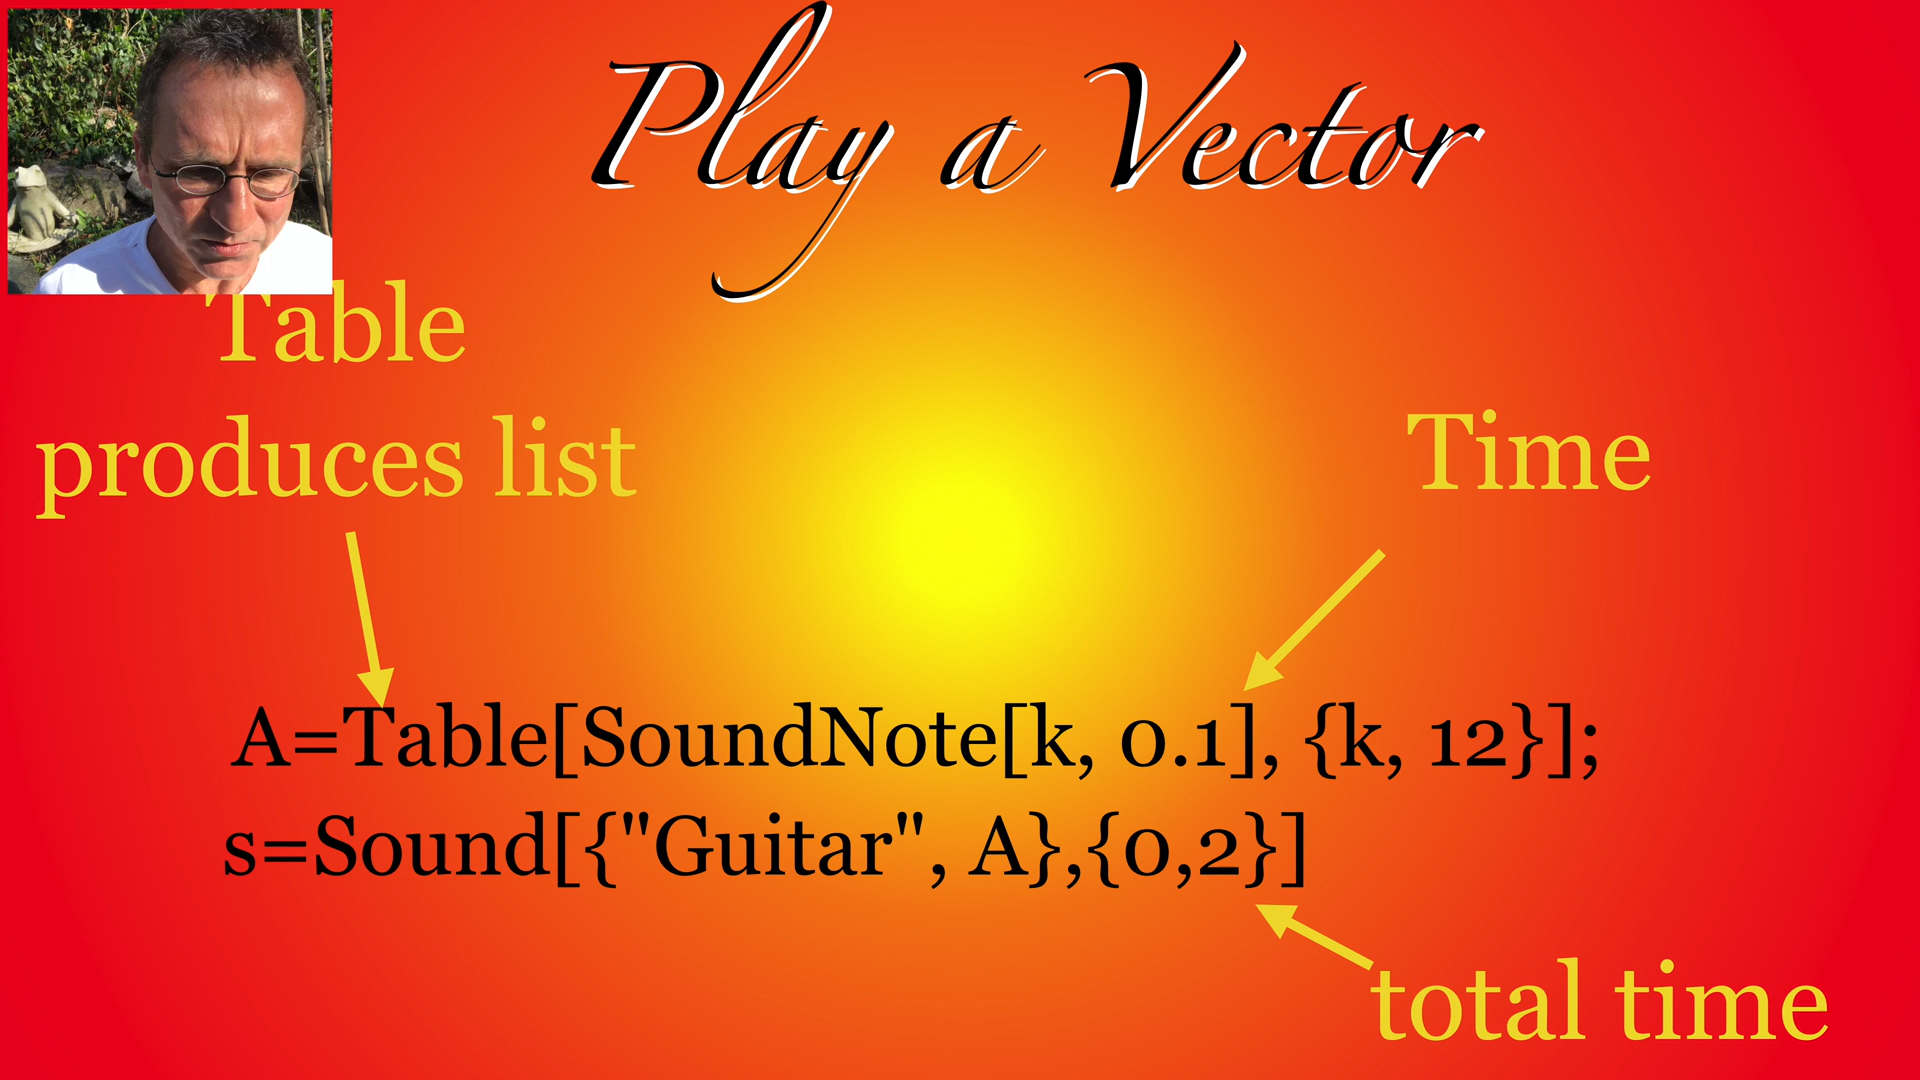 Play a Vector
Table
produces list
Time
A=Table[SoundNote[k, 0.1], {k, 12}];
s=Sound[{"Guitar", A},{0,2}]
total time